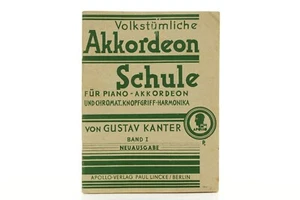 Volkstümliche
Akkordeon
Schule
FÜR PIANO-AKKORDEON
UND CHROMAT. KNOPFGRIFF-HARMONIKA
VON GUSTAV KANTER
BAND I
NEUAUSGABE
APOLLO-VERLAG PAUL LINCKE/BERLIN